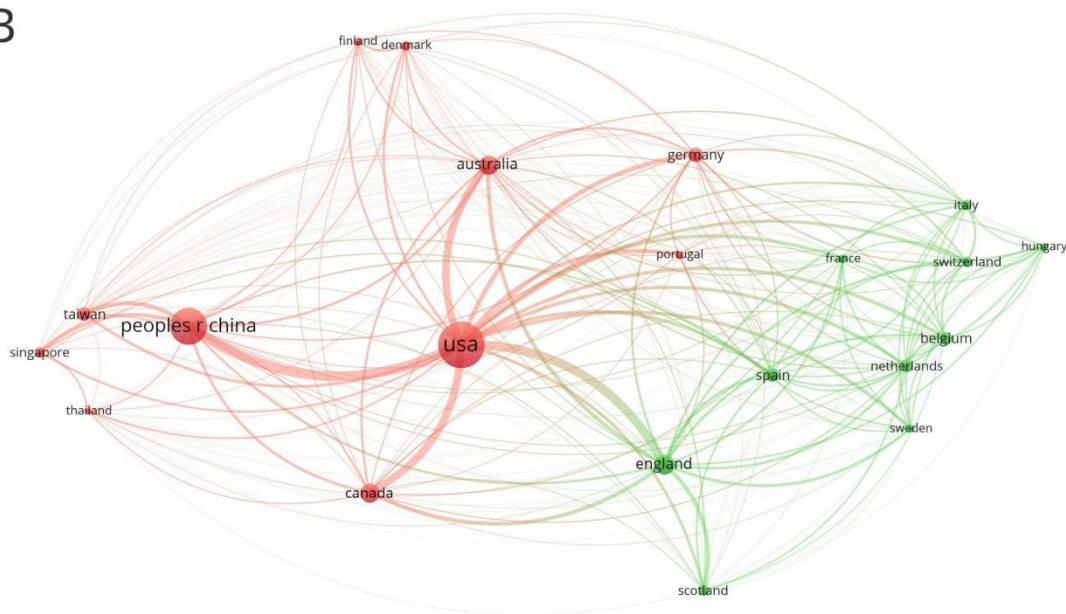 B
finland
denmark
australia
germany
italy
hungary
portugal
france
switzerland
taiwan
peoples r china
usa
belgium
singapore
netherlands
spain
thailand
sweden
england
canada
scotland